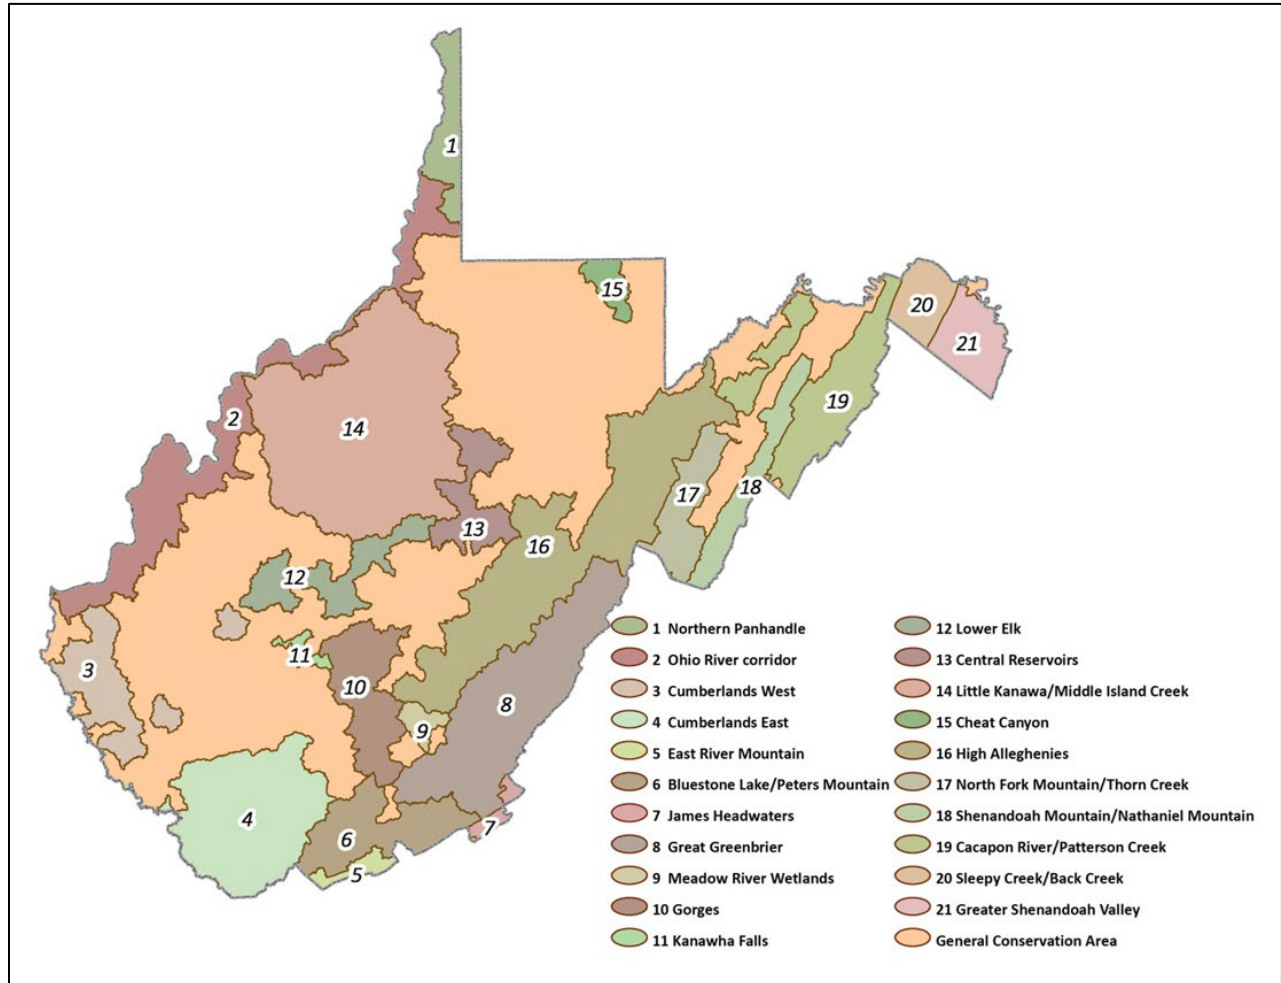 1
15
20
21
2
14
19
17
18
13
16
12
3
11
10
8
9
4
6
7
5
1 Northern Panhandle
2 Ohio River corridor
3 Cumberlands West
4 Cumberlands East
5 East River Mountain
6 Bluestone Lake/Peters Mountain
7 James Headwaters
8 Great Greenbrier
9 Meadow River Wetlands
10 Gorges
11 Kanawha Falls
12 Lower Elk
13 Central Reservoirs
14 Little Kanawa/Middle Island Creek
15 Cheat Canyon
16 High Alleghenies
17 North Fork Mountain/Thorn Creek
18 Shenandoah Mountain/Nathaniel Mountain
19 Cacapon River/Patterson Creek
20 Sleepy Creek/Back Creek
21 Greater Shenandoah Valley
General Conservation Area